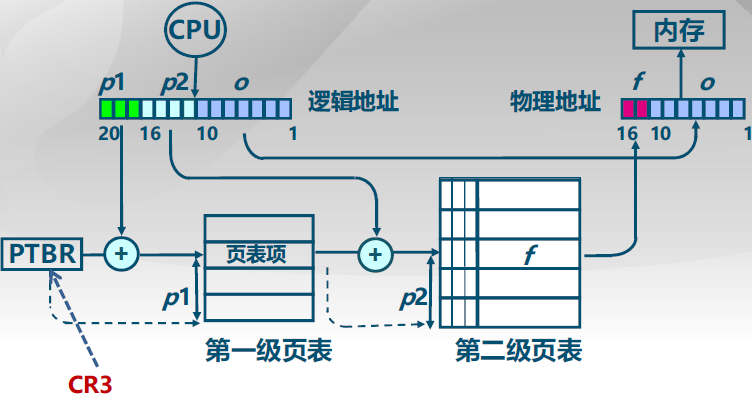 CPU
内存
p1 p2 o
f o
逻辑地址
物理地址
20 16 10 1
16 10 1
PTBR
+
页表项
+
f
p1
p2
第一级页表
第二级页表
CR3